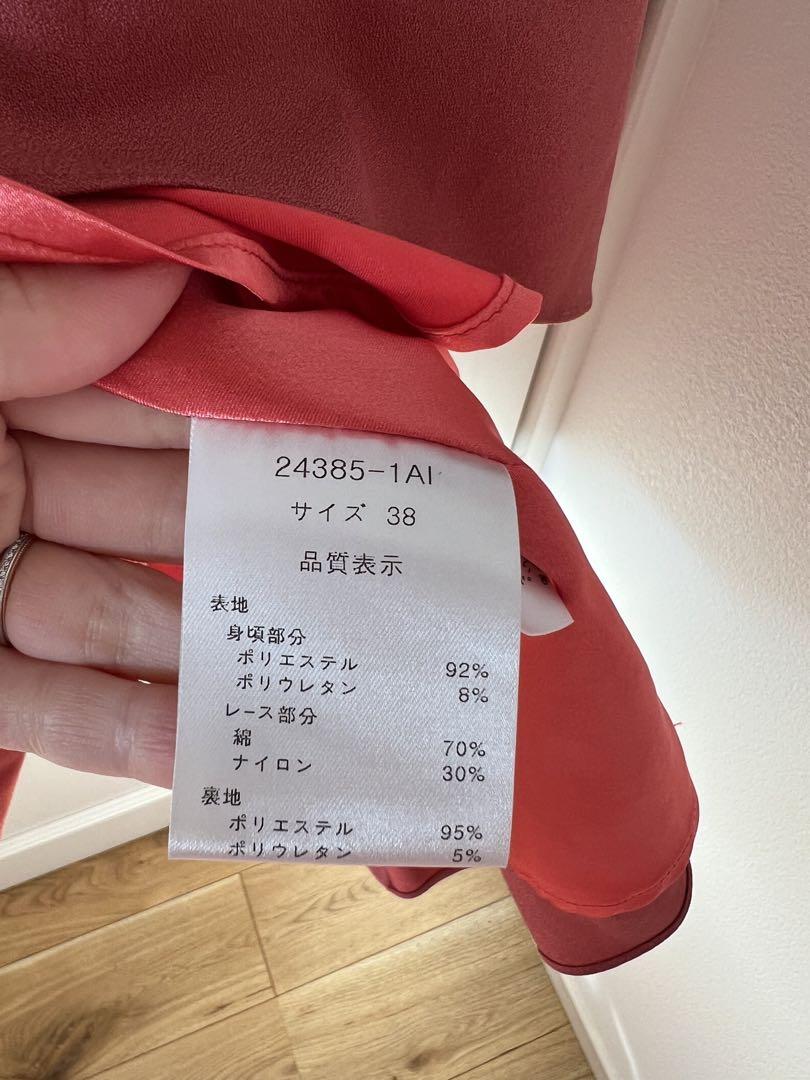 24385-1AI
サイズ 38
品質表示
表地
身頃部分
ポリエステル 92%
ポリウレタン 8%
レース部分
綿 70%
ナイロン 30%
裏地
ポリエステル 95%
ポリウレタン 5%